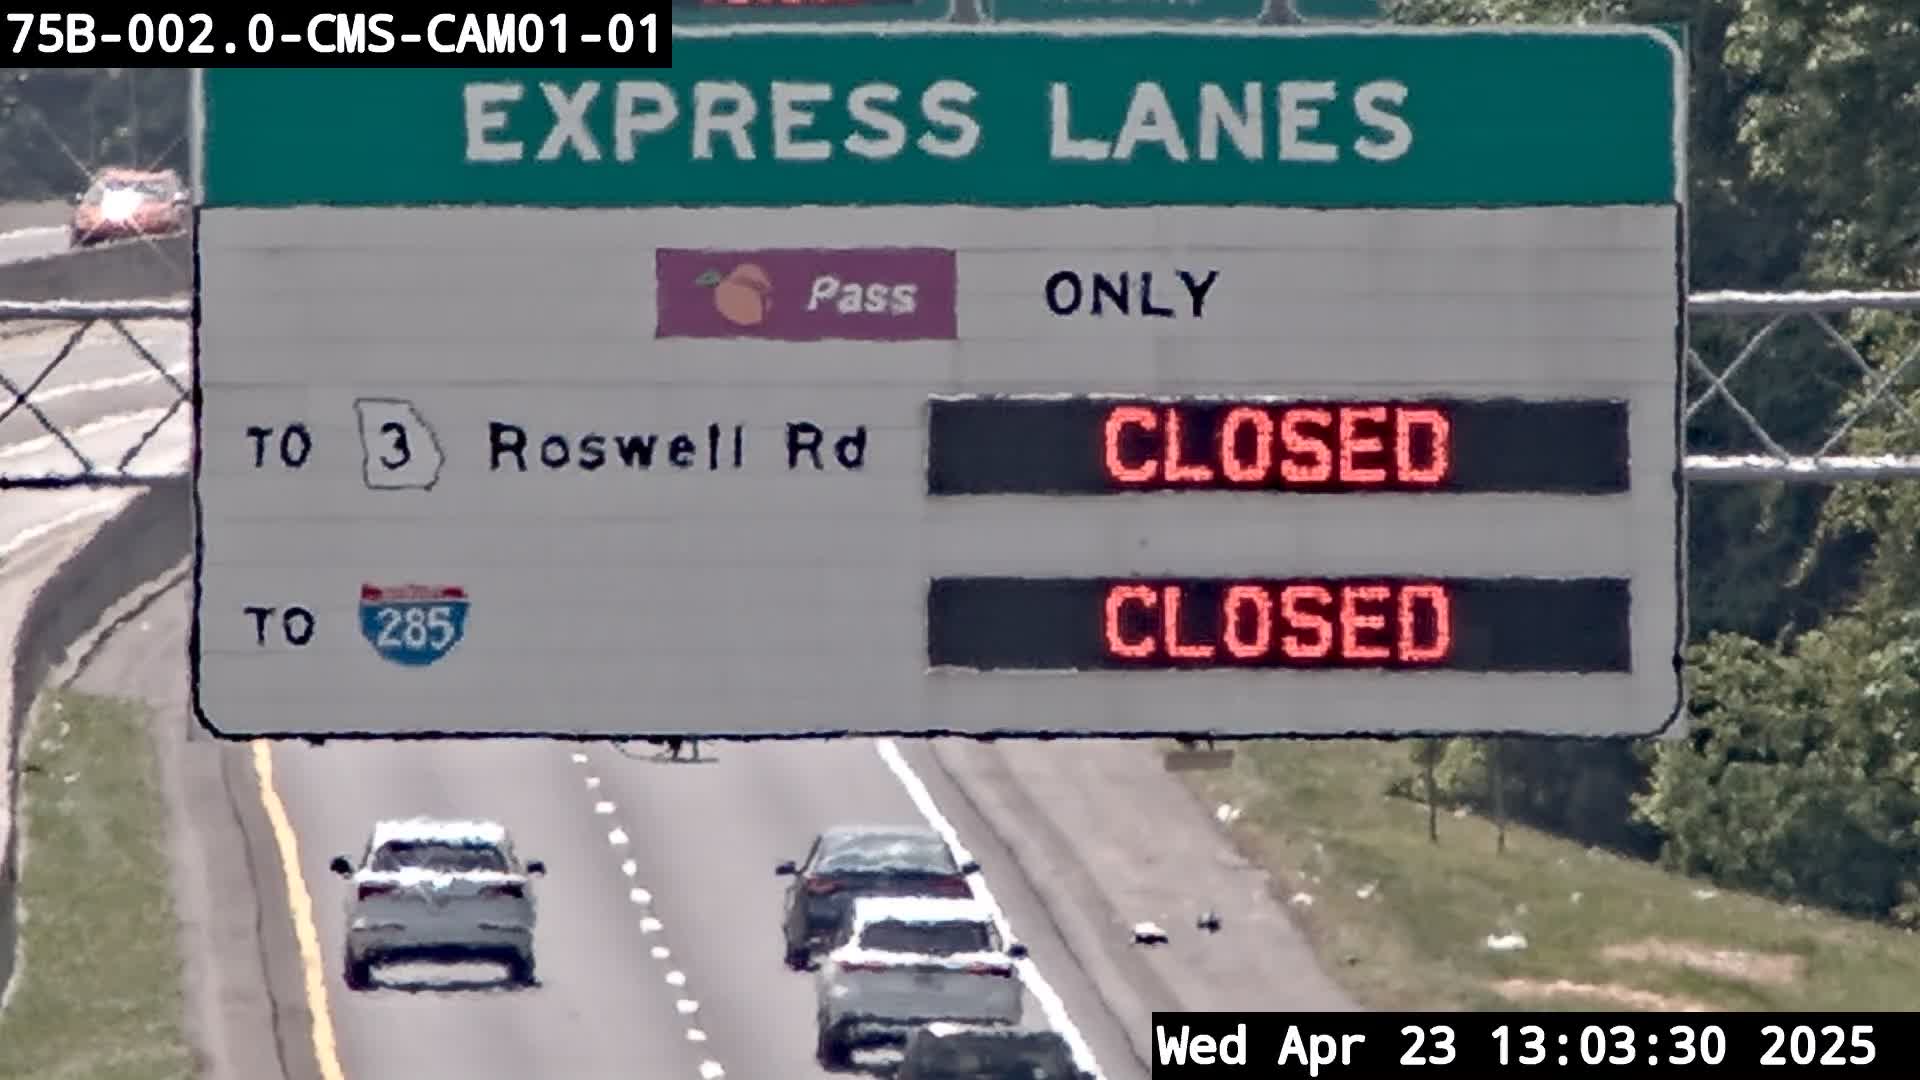 75B-002.0-CMS-CAM01-01
EXPRESS LANES
Pass ONLY
TO 3 Roswell Rd CLOSED
TO 285 CLOSED
Wed Apr 23 13:03:30 2025